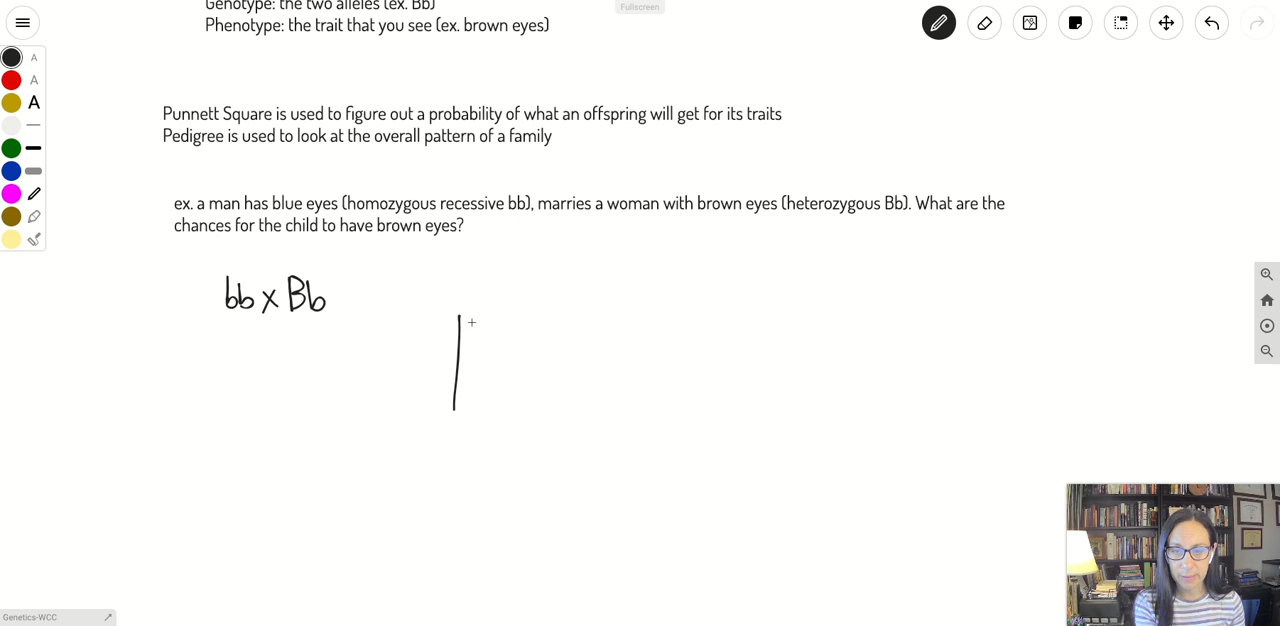 Fullscreen
Genotype: the two alleles (ex. Bb)
Phenotype: the trait that you see (ex. brown eyes)
A
A
A
Punnett Square is used to figure out a probability of what an offspring will get for its traits
Pedigree is used to look at the overall pattern of a family
ex. a man has blue eyes (homozygous recessive bb), marries a woman with brown eyes (heterozygous Bb). What are the
chances for the child to have brown eyes?
bb x Bb
Genetics-WCC